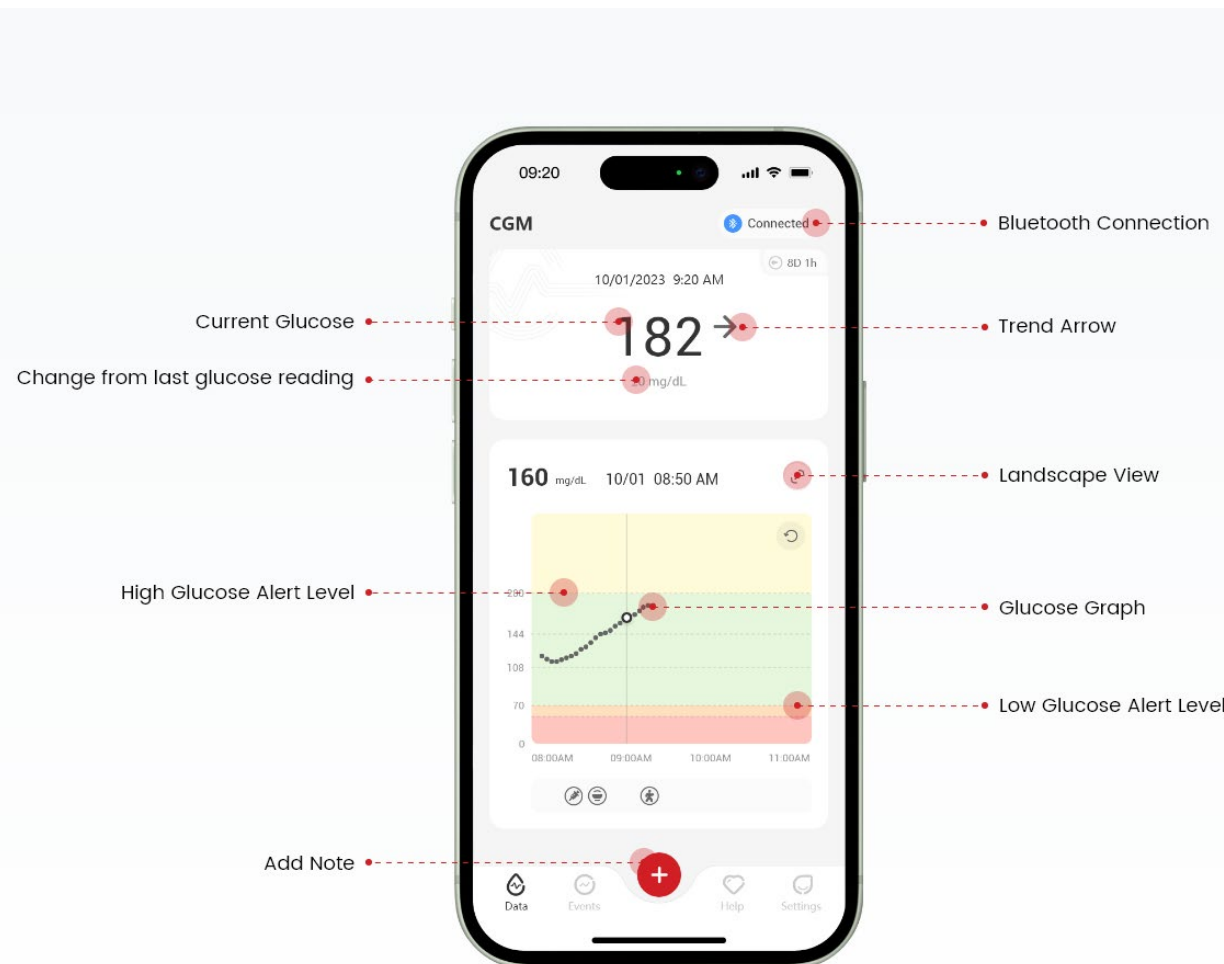 09:20
CGM
Connected
Bluetooth Connection
8D 1h
10/01/2023 9:20 AM
Current Glucose
182
Trend Arrow
Change from last glucose reading
mg/dL
160 mg/dL 10/01 08:50 AM
Landscape View
High Glucose Alert Level
Glucose Graph
144
108
70
Low Glucose Alert Level
0
08:00AM 09:00AM 10:00AM 11:00AM
Add Note
Data
Events
Help
Settings